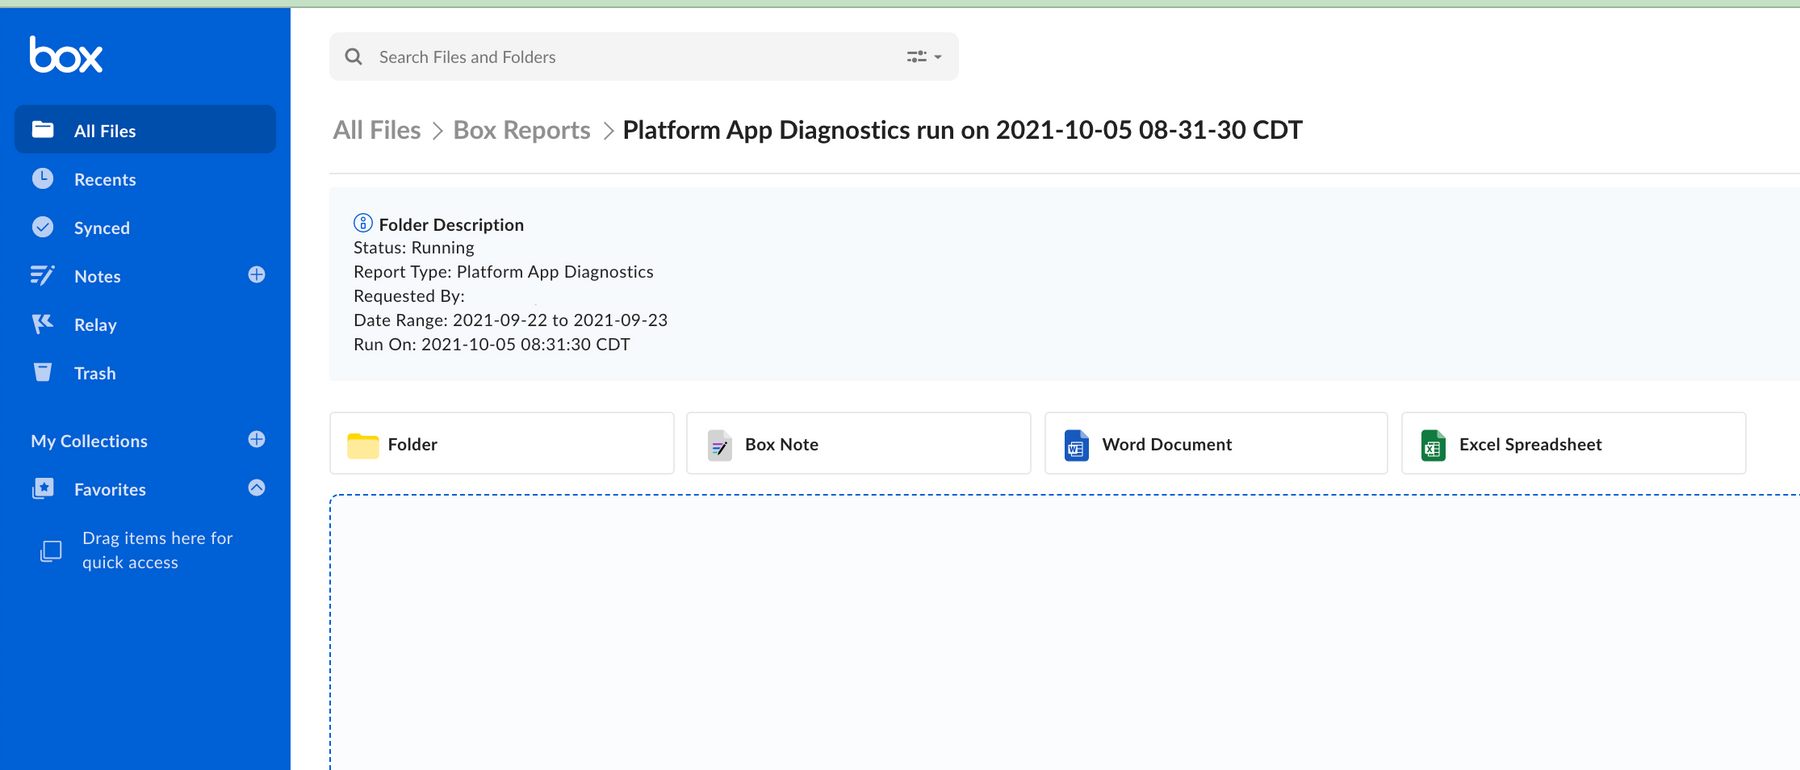 box
Search Files and Folders
All Files
Recents
Synced
Notes
Relay
Trash
My Collections
Favorites
Drag items here for
quick access
All Files > Box Reports > Platform App Diagnostics run on 2021-10-05 08-31-30 CDT
Folder Description
Status: Running
Report Type: Platform App Diagnostics
Requested By:
Date Range: 2021-09-22 to 2021-09-23
Run On: 2021-10-05 08:31:30 CDT
Folder
Box Note
Word Document
Excel Spreadsheet